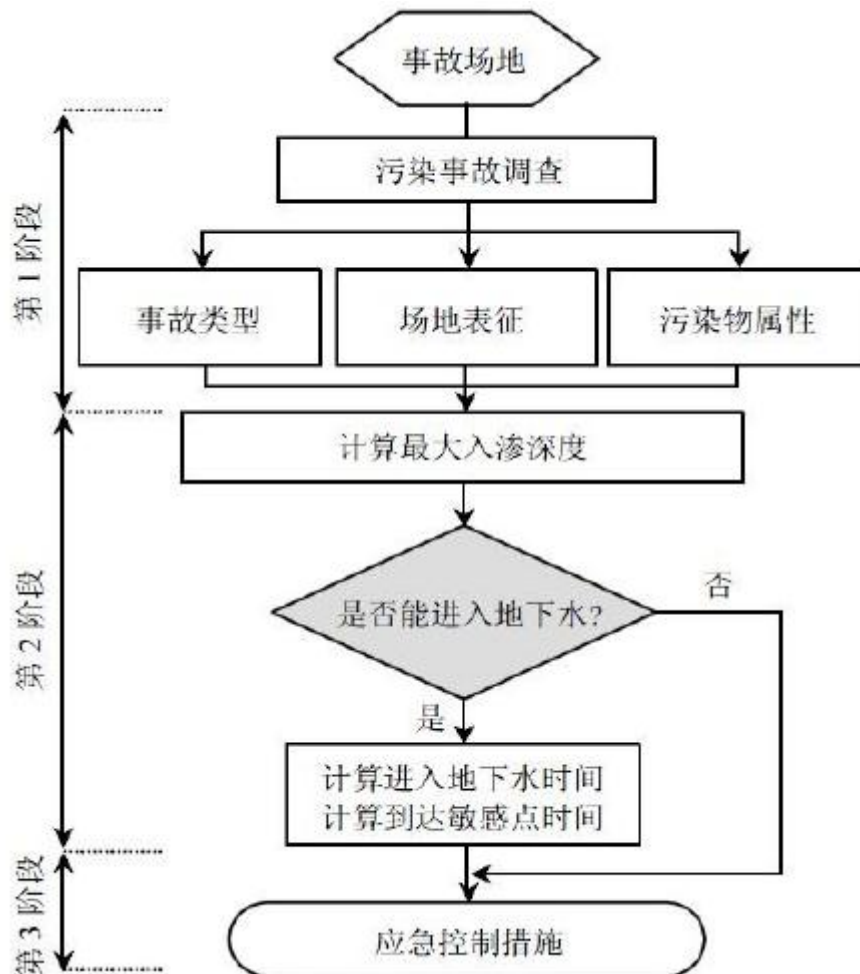 事故场地
污染事故调查
第 1 阶段
事故类型
场地表征
污染物属性
计算最大入渗深度
第 2 阶段
是否能进入地下水?
否
是
计算进入地下水时间
计算到达敏感点时间
第 3 阶段
应急控制措施